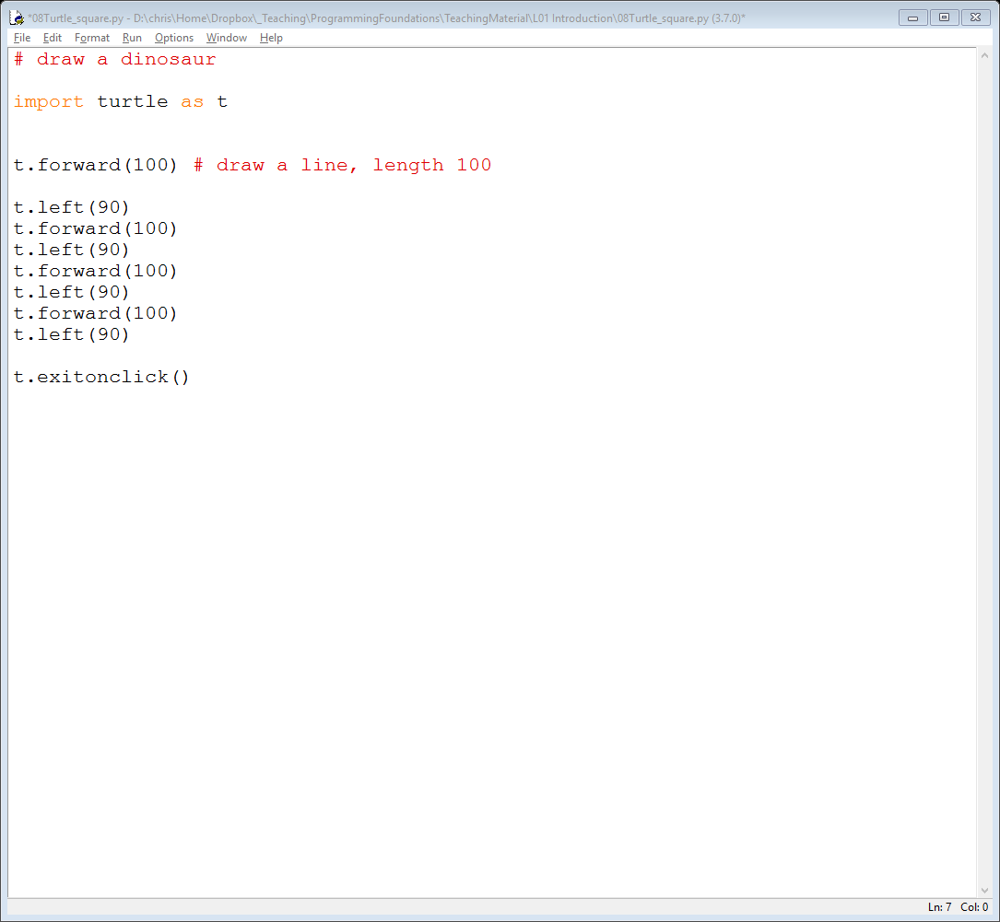 *08Turtle_square.py - D:\chris\Home\Dropbox\_Teaching\ProgrammingFoundations\TeachingMaterial\L01 Introduction\08Turtle_square.py (3.7.0)*
File Edit Format Run Options Window Help
# draw a dinosaur
import turtle as t
t.forward(100) # draw a line, length 100
t.left(90)
t.forward(100)
t.left(90)
t.forward(100)
t.left(90)
t.forward(100)
t.left(90)
t.exitonclick()
Ln: 7 Col: 0